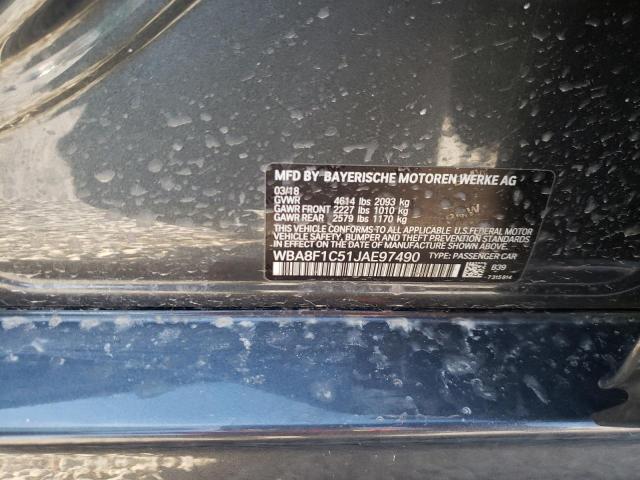 MFD BY BAYERISCHE MOTOREN WERKE AG
03/18
GVWR 4614 lbs 2093 kg
GAWR FRONT 2227 lbs 1010 kg
GAWR REAR 2579 lbs 1170 kg
THIS VEHICLE CONFORMS TO ALL APPLICABLE U.S. FEDERAL MOTOR
VEHICLE SAFETY, BUMPER, AND THEFT PREVENTION STANDARDS
IN EFFECT ON THE DATE OF MANUFACTURE SHOWN ABOVE.
WBA8F1C51JAE97490 TYPE: PASSENGER CAR
B39
7315814